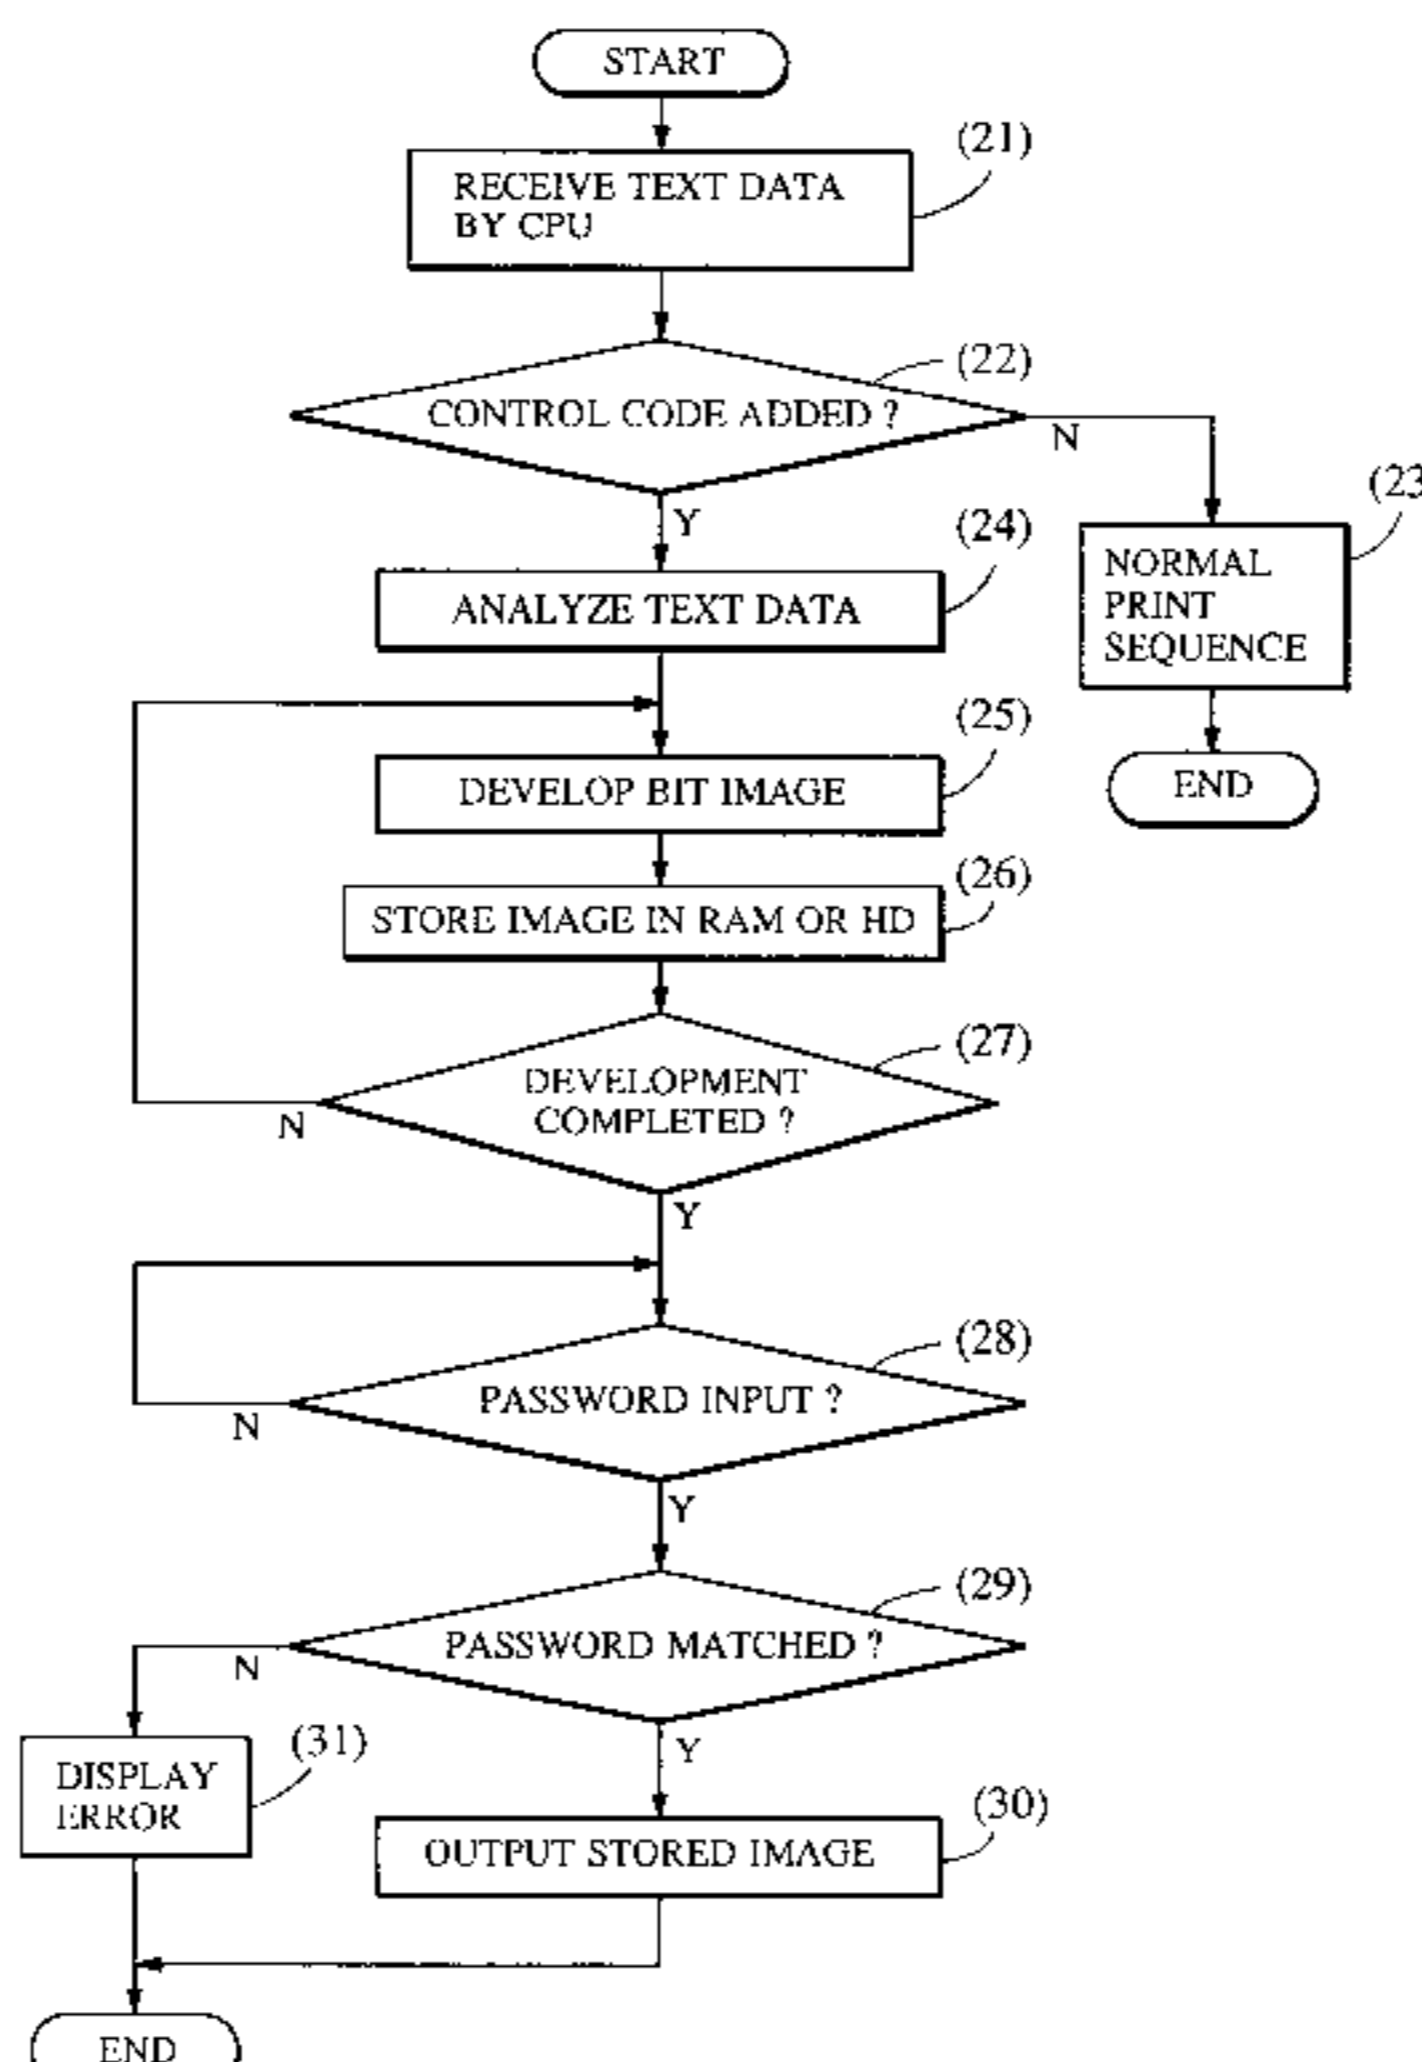 START
(21)
RECEIVE TEXT DATA
BY CPU
(22)
CONTROL CODE ADDED ?
N
(23
Y
(24)
NORMAL
PRINT
SEQUENCE
ANALYZE TEXT DATA
(25)
END
DEVELOP BIT IMAGE
(26)
STORE IMAGE IN RAM OR HD
(27)
DEVELOPMENT
COMPLETED ?
N
Y
(28)
PASSWORD INPUT ?
N
Y
(29)
PASSWORD MATCHED ?
N
Y
(31)
DISPLAY
ERROR
(30)
OUTPUT STORED IMAGE
END